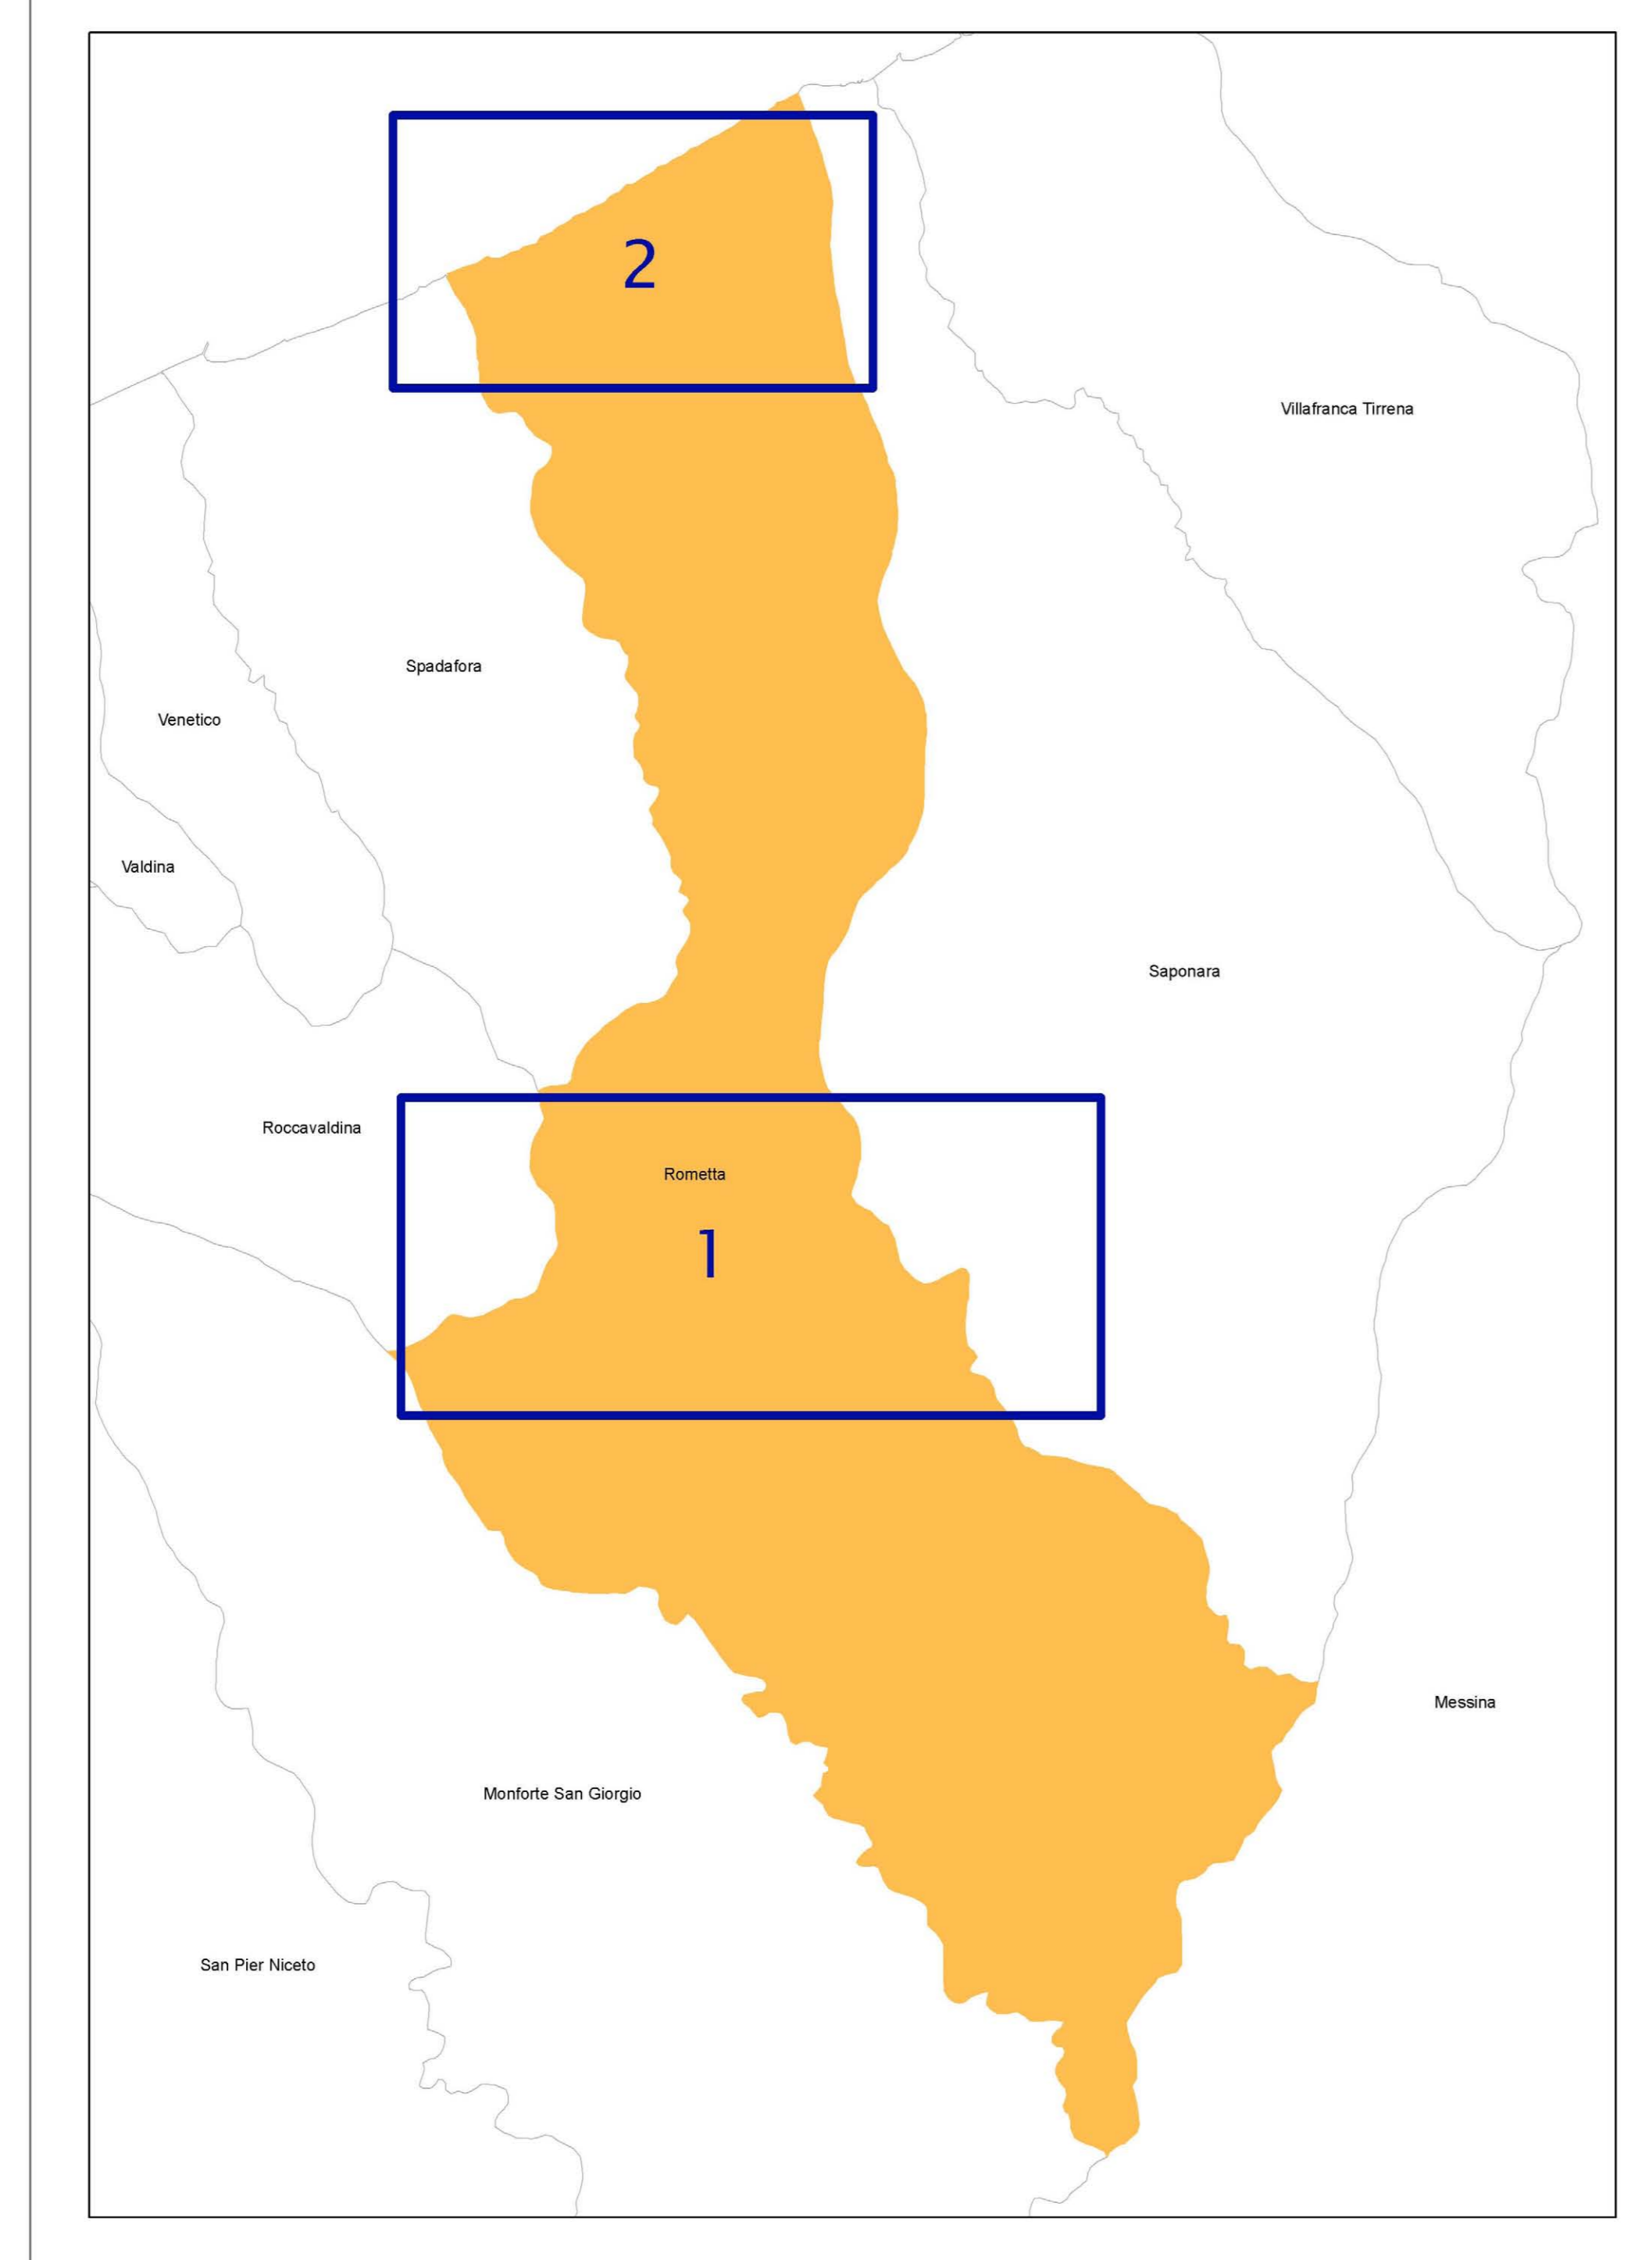 2
Villafranca Tirrena
Spadafora
Venetico
Valdina
Saponara
Roccavaldina
Rometta
1
Messina
Monforte San Giorgio
San Pier Niceto